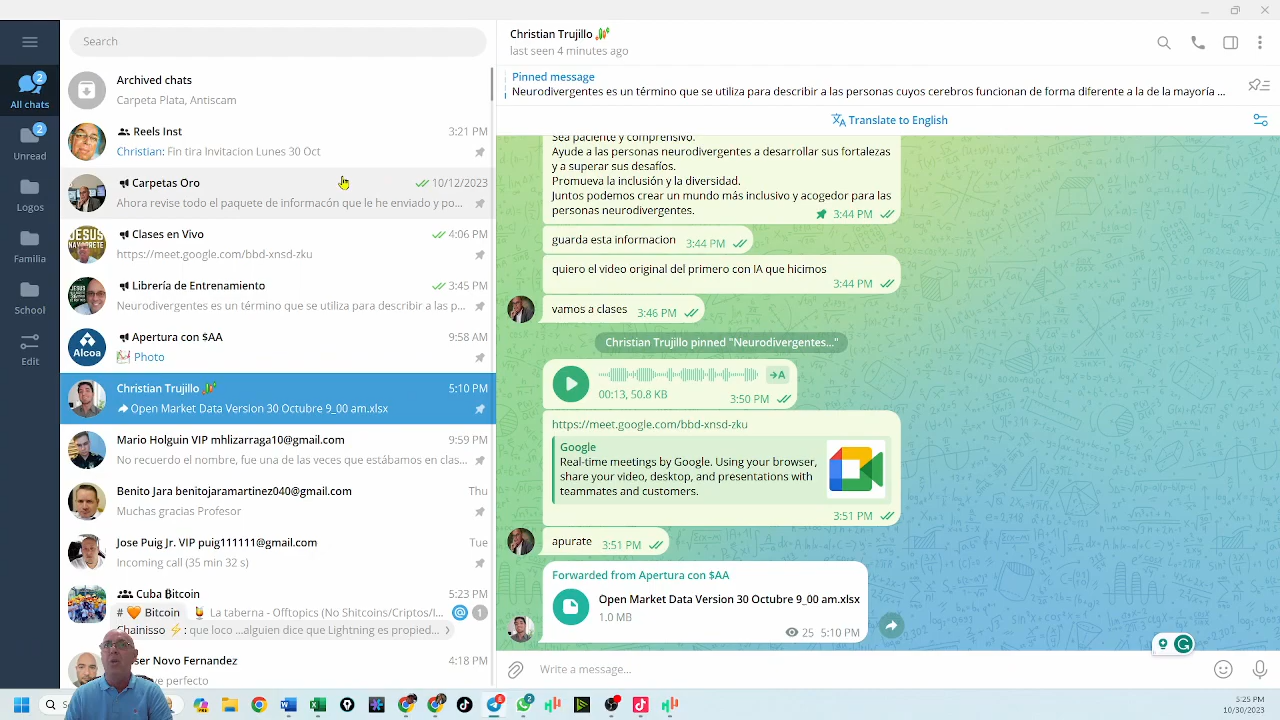 Search
All chats
2
Unread
2
Logos
Familia
School
Edit
Archived chats
Carpeta Plata, Antiscam
Reels Inst
3:21 PM
Christian: Fin tira Invitacion Lunes 30 Oct
Carpetas Oro
10/12/2023
Ahora revise todo el paquete de informacón que le he enviado y po...
Clases en Vivo
4:06 PM
https://meet.google.com/bbd-xnsd-zku
Librería de Entrenamiento
3:45 PM
Neurodivergentes es un término que se utiliza para describir a las p...
Apertura con $AA
9:58 AM
Alcoa
Photo
Christian Trujillo
5:10 PM
Open Market Data Version 30 Octubre 9_00 am.xlsx
Mario Holguin VIP mhlizarraga10@gmail.com
9:59 PM
No recuerdo el nombre, fue una de las veces que estábamos en clas...
Benito Jara benitojaramartinez040@gmail.com
Thu
Muchas gracias Profesor
Jose Puig Jr. VIP puig111111@gmail.com
Tue
Incoming call (35 min 32 s)
Cuba Bitcoin
5:23 PM
# Bitcoin La taberna - Offtopics (No Shitcoins/Criptos/I...
@ 1
Chainisso : que loco ...alguien dice que Lightning es propied...
ser Novo Fernandez
4:18 PM
ve perfecto
Christian Trujillo
last seen 4 minutes ago
Pinned message
Neurodivergentes es un término que se utiliza para describir a las personas cuyos cerebros funcionan de forma diferente a la de la mayoría ...
Translate to English
Sea paciente y comprensivo.
Ayude a las personas neurodivergentes a desarrollar sus fortalezas
y a superar sus desafíos.
Promueva la inclusión y la diversidad.
Juntos podemos crear un mundo más inclusivo y acogedor para las
personas neurodivergentes.
3:44 PM
guarda esta informacion
3:44 PM
quiero el video original del primero con IA que hicimos
3:44 PM
vamos a clases
3:46 PM
Christian Trujillo pinned "Neurodivergentes..."
A
00:13, 50.8 KB
3:50 PM
https://meet.google.com/bbd-xnsd-zku
Google
Real-time meetings by Google. Using your browser,
share your video, desktop, and presentations with
teammates and customers.
3:51 PM
apurate
3:51 PM
Forwarded from Apertura con $AA
Open Market Data Version 30 Octubre 9_00 am.xlsx
1.0 MB
25 5:10 PM
Write a message...
5:25 PM
10/30/2023